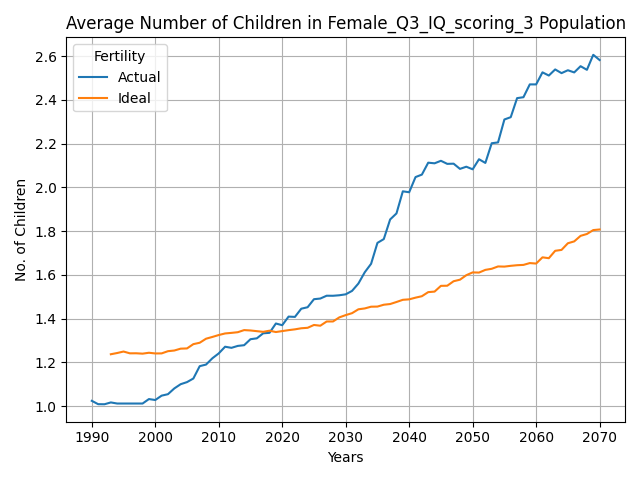 Average Number of Children in Female_Q3_IQ_scoring_3 Population
Fertility
Actual
Ideal
No. of Children
2.6
2.4
2.2
2.0
1.8
1.6
1.4
1.2
1.0
1990 2000 2010 2020 2030 2040 2050 2060 2070
Years